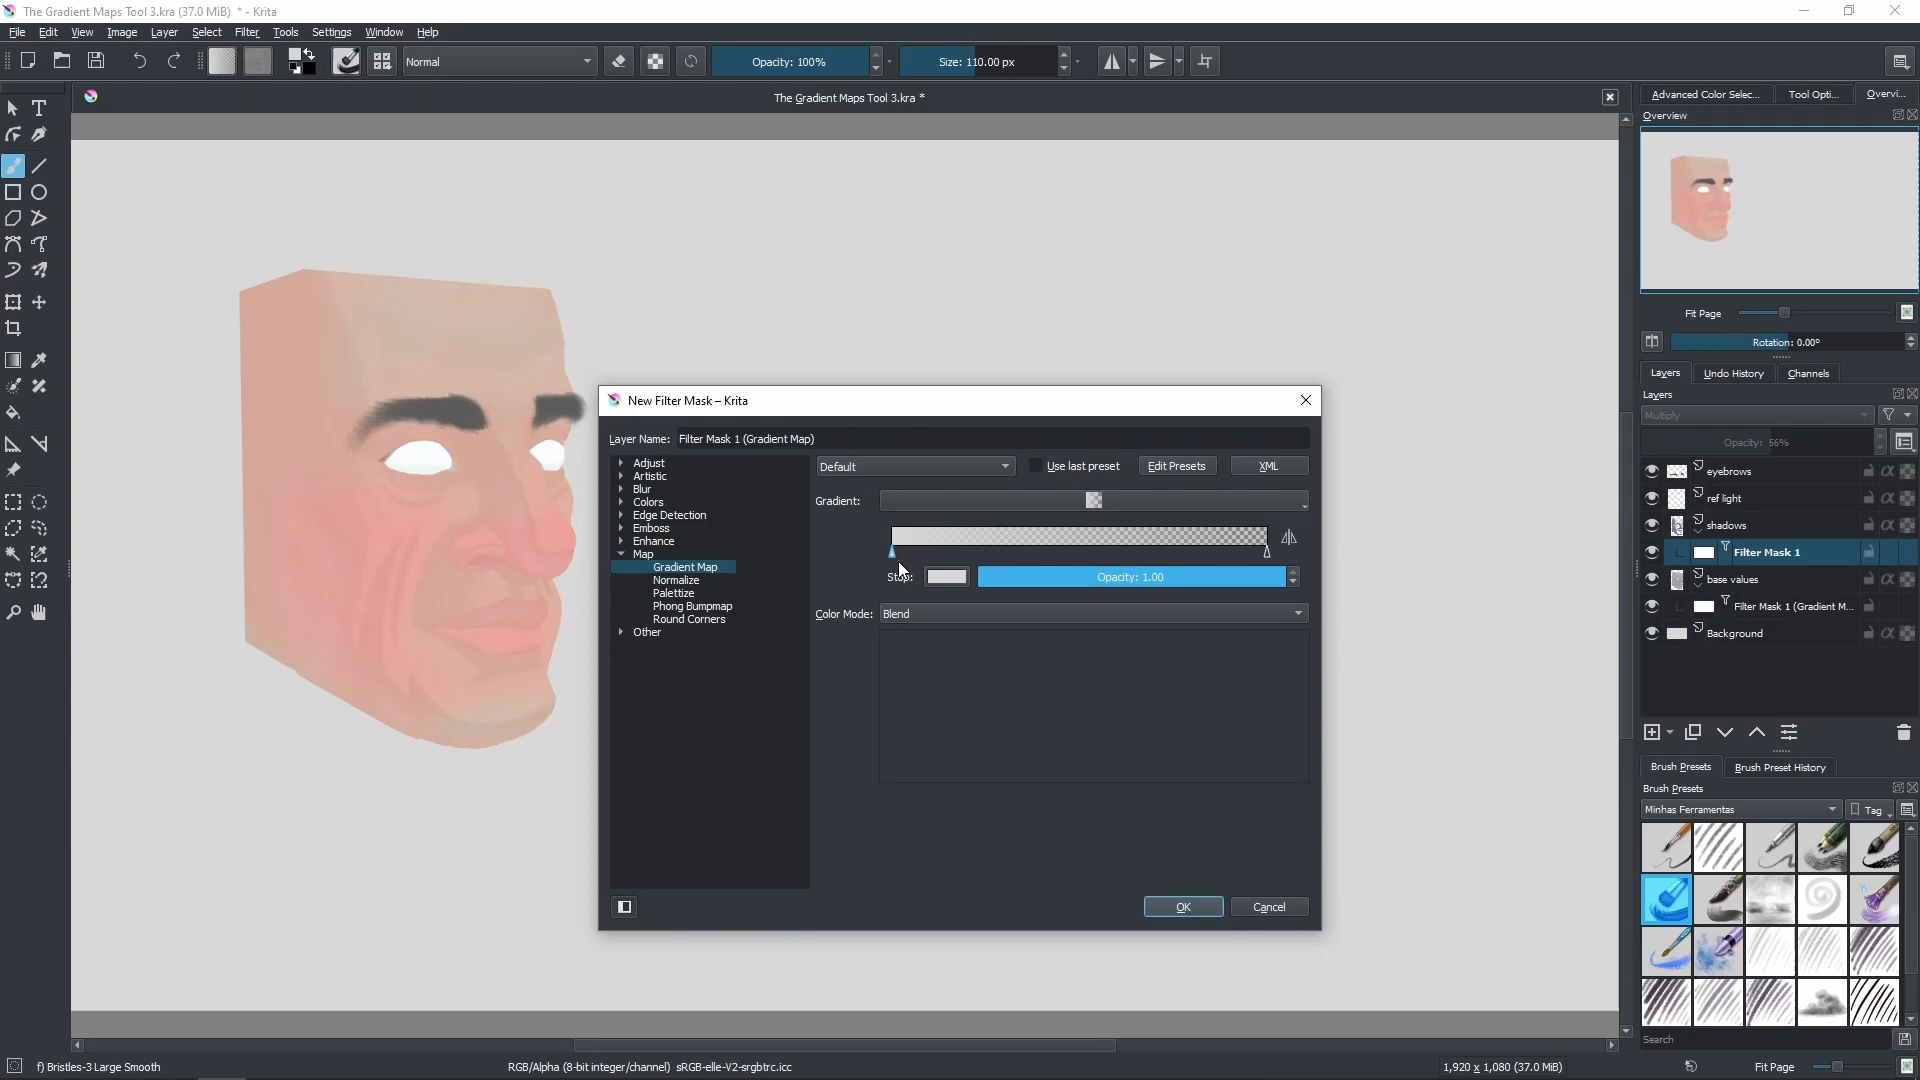 The Gradient Maps Tool 3.kra (37.0 MiB) * - Krita
File Edit View Image Layer Select Filter Tools Settings Window Help
Normal
Opacity: 100%
Size: 110.00 px
The Gradient Maps Tool 3.kra *
Advanced Color Selec... Tool Opti... Overvi...
Overview
Fit Page
Rotation: 0.00°
Layers Undo History Channels
Layers
Multiply
Opacity: 56%
eyebrows
ref light
shadows
Filter Mask 1
base values
Filter Mask 1 (Gradient M...
Background
Brush Presets Brush Preset History
Brush Presets
Minhas Ferramentas
Tag
Search
New Filter Mask – Krita
Layer Name: Filter Mask 1 (Gradient Map)
Adjust
Artistic
Blur
Colors
Edge Detection
Emboss
Enhance
Map
Gradient Map
Normalize
Palettize
Phong Bumpmap
Round Corners
Other
Default
Use last preset
Edit Presets
XML
Gradient:
Stop:
Opacity: 1.00
Color Mode: Blend
OK
Cancel
f) Bristles-3 Large Smooth
RGB/Alpha (8-bit integer/channel) sRGB-elle-V2-srgbtrc.icc
1,920 x 1,080 (37.0 MiB)
Fit Page